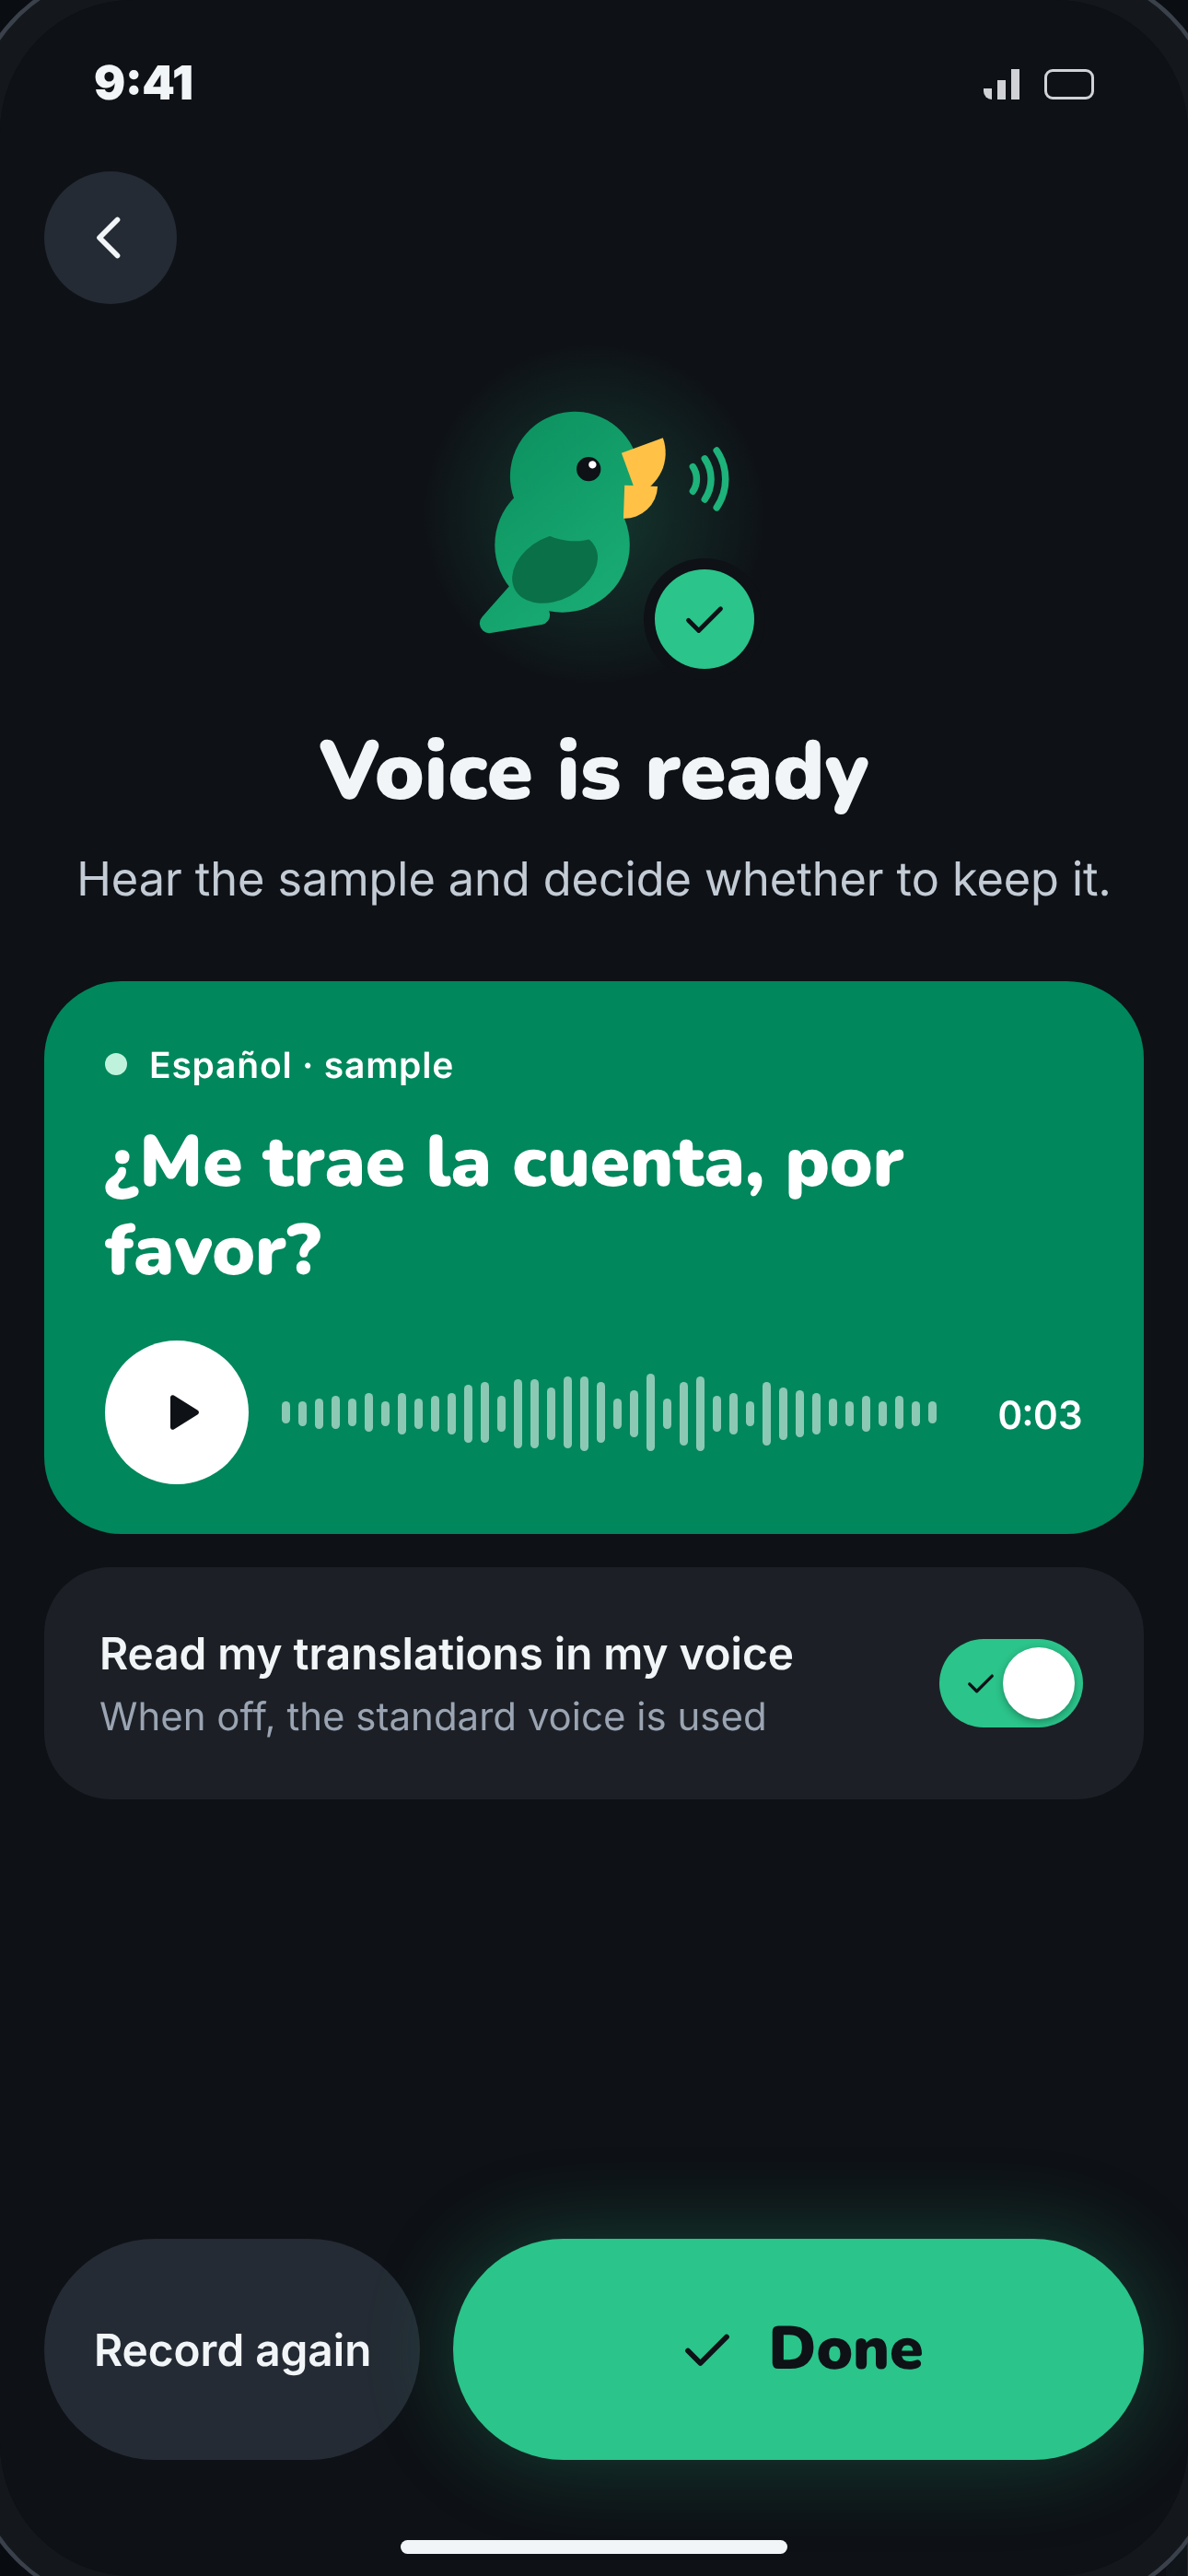 9:41
Voice is ready
Hear the sample and decide whether to keep it.
Español · sample
¿Me trae la cuenta, por
favor?
0:03
Read my translations in my voice
When off, the standard voice is used
Record again
Done